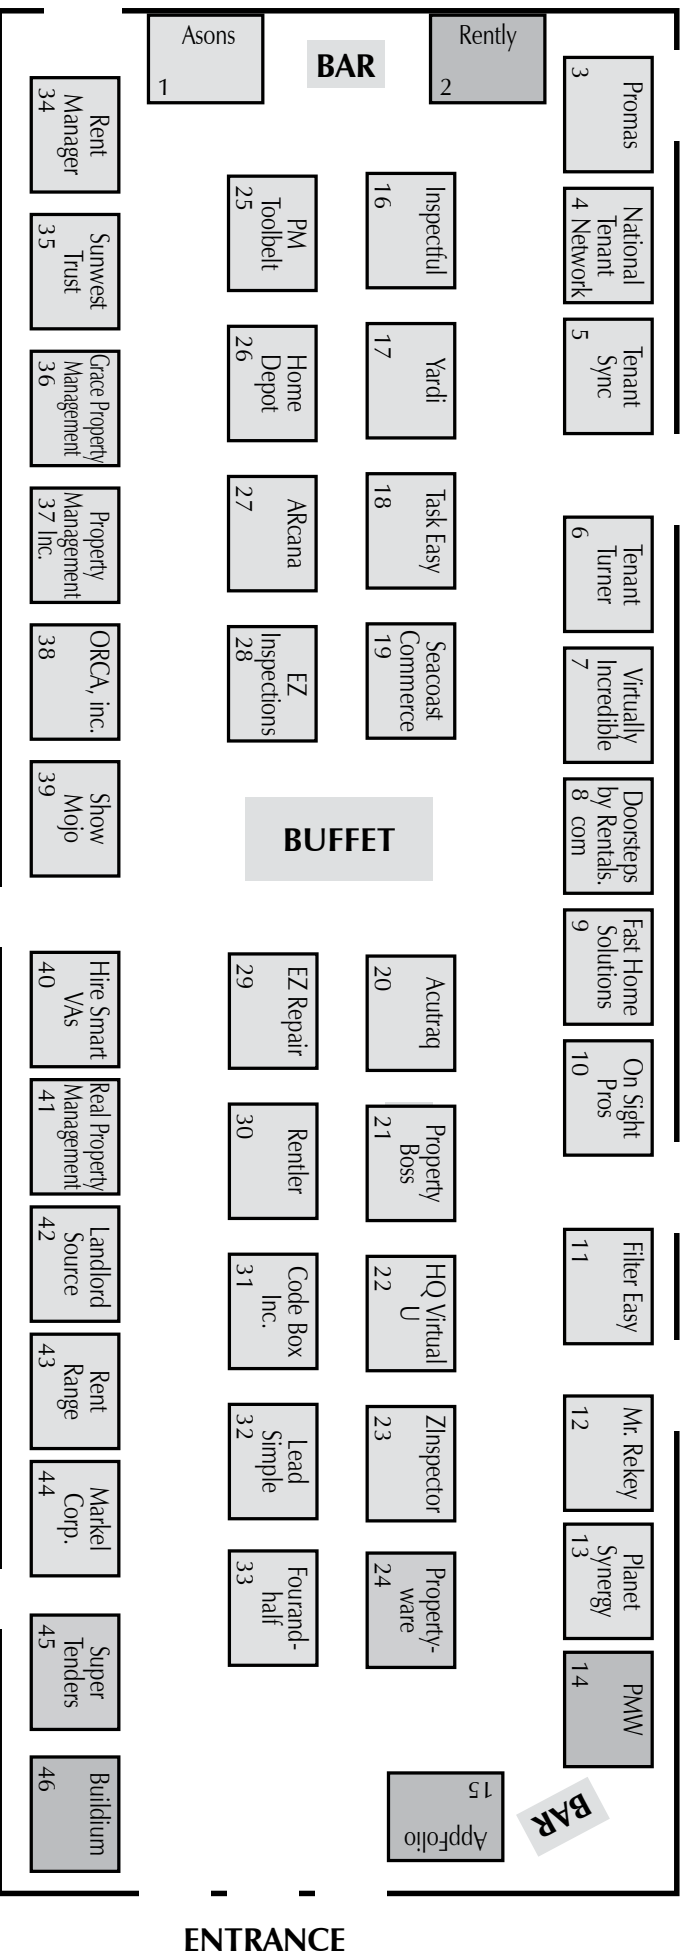 Asons
1
BAR
Rently
2
Promas
3
National
Tenant
4 Network
Tenant
Sync
5
Tenant
Turner
6
Virtually
Incredible
7
Doorsteps
by Rentals.
8 com
Fast Home
Solutions
9
On Sight
Pros
10
Filter Easy
11
Mr. Rekey
12
Planet
Synergy
13
PMW
14
BAR
AppFolio
15
Inspectful
16
Yardi
17
Task Easy
18
Seacoast
Commerce
19
Acutraq
20
Property
Boss
21
HQ Virtual
U
22
ZInspector
23
Property-
ware
24
PM
Toolbelt
25
Home
Depot
26
ARcana
27
EZ
Inspections
28
BUFFET
EZ Repair
29
Rentler
30
Code Box
Inc.
31
Lead
Simple
32
Fourand-
half
33
Rent
Manager
34
Sunwest
Trust
35
Grace Property
Management
36
Property
Management
37 Inc.
ORCA, inc.
38
Show
Mojo
39
Hire Smart
VAs
40
Real Property
Management
41
Landlord
Source
42
Rent
Range
43
Markel
Corp.
44
Super
Tenders
45
Buildium
46
ENTRANCE